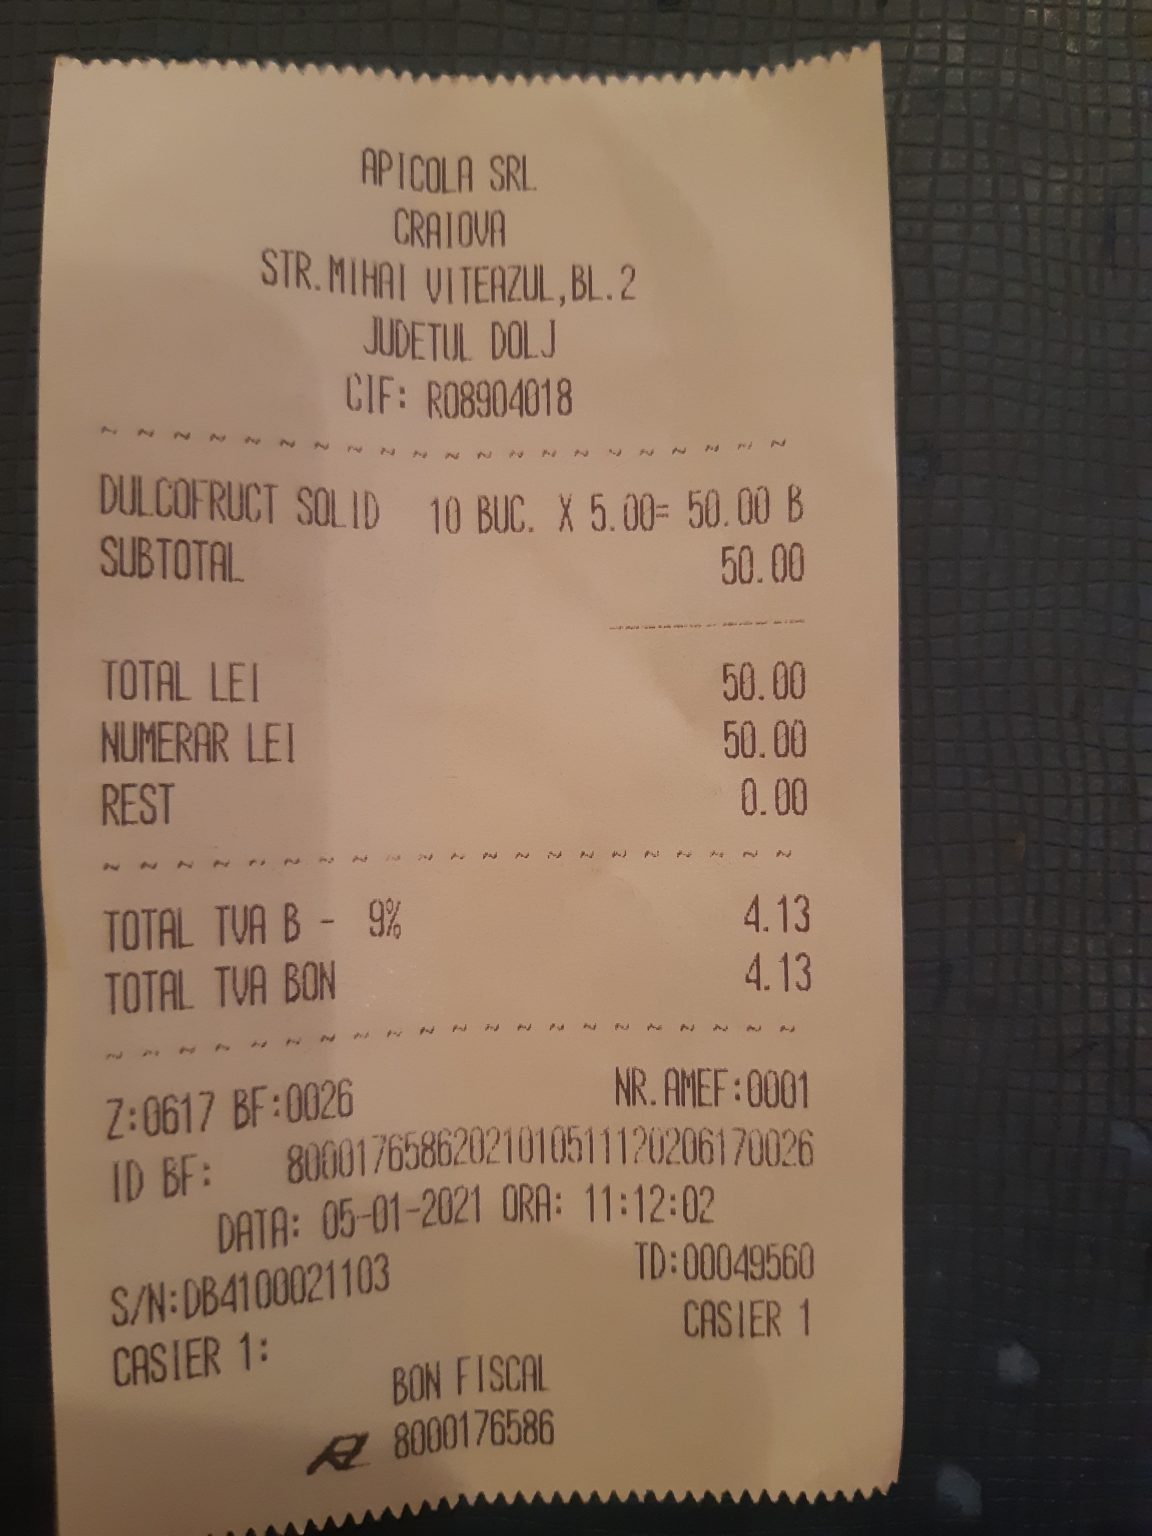 APICOLA SRL
CRAIOVA
STR.MIHAI VITEAZUL,BL.2
JUDETUL DOLJ
CIF: RO8904018
~ ~ ~ ~ ~ ~ ~ ~ ~ ~ ~ ~ ~ ~ ~ ~ ~ ~ ~ ~ ~
DULCOFRUCT SOLID 10 BUC. X 5.00= 50.00 B
SUBTOTAL 50.00
-----------
TOTAL LEI 50.00
NUMERAR LEI 50.00
REST 0.00
~ ~ ~ ~ ~ ~ ~ ~ ~ ~ ~ ~ ~ ~ ~ ~ ~ ~ ~ ~ ~
TOTAL TVA B - 9% 4.13
TOTAL TVA BON 4.13
~ ~ ~ ~ ~ ~ ~ ~ ~ ~ ~ ~ ~ ~ ~ ~ ~ ~ ~ ~ ~
Z:0617 BF:0026 NR.AMEF:0001
ID BF: 80001765862021010511120206170026
DATA: 05-01-2021 ORA: 11:12:02
S/N:DB4100021103 TD:00049560
CASIER 1: CASIER 1
BON FISCAL
8000176586